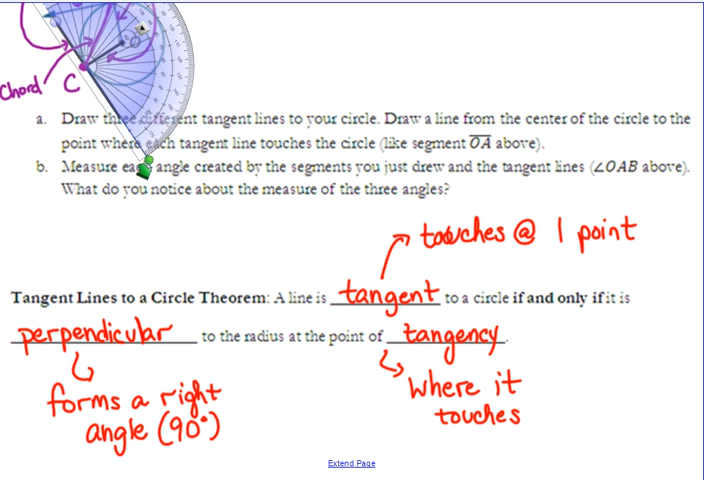 Chord C
a. Draw three different tangent lines to your circle. Draw a line from the center of the circle to the
point where each tangent line touches the circle (like segment OA above).
b. Measure each angle created by the segments you just drew and the tangent lines (∠OAB above).
What do you notice about the measure of the three angles?
touches @ 1 point
Tangent Lines to a Circle Theorem: A line is tangent to a circle if and only if it is
perpendicular to the radius at the point of tangency.
forms a right
angle (90°)
where it
touches
Extend Page